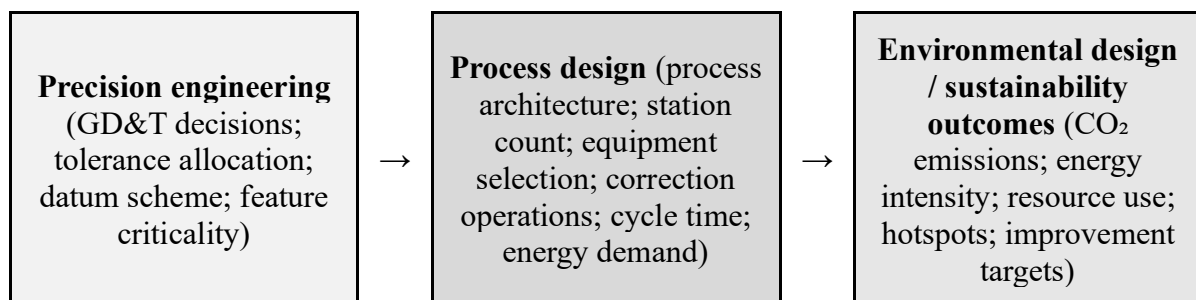 Precision engineering
(GD&T decisions;
tolerance allocation;
datum scheme; feature
criticality)
→
Process design (process
architecture; station
count; equipment
selection; correction
operations; cycle time;
energy demand)
→
Environmental design
/ sustainability
outcomes (CO₂
emissions; energy
intensity; resource use;
hotspots; improvement
targets)